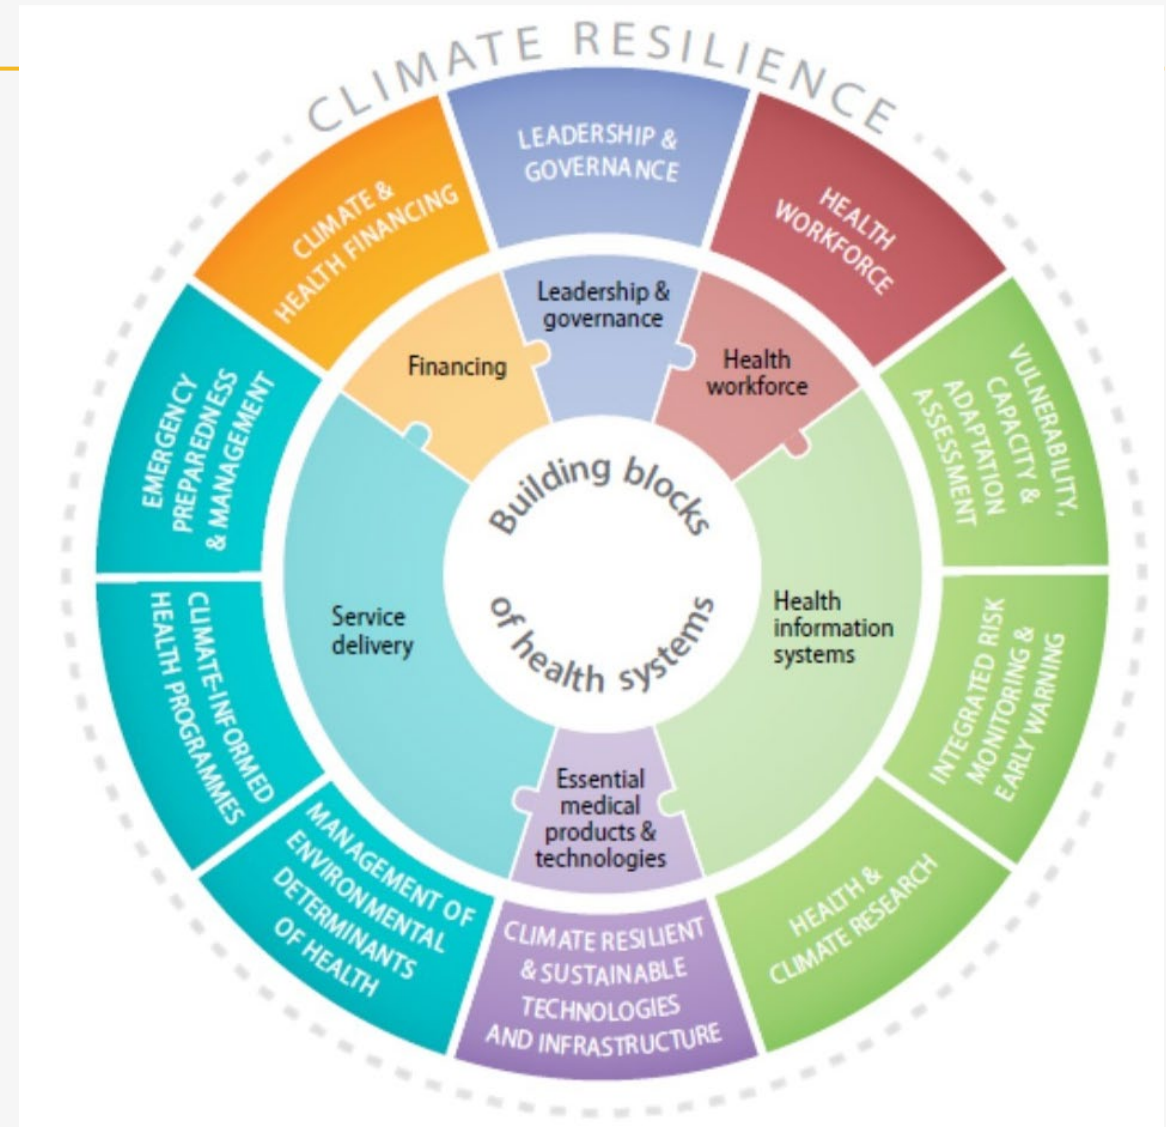 CLIMATE RESILIENCE
LEADERSHIP &
GOVERNANCE
HEALTH
WORKFORCE
VULNERABILITY,
CAPACITY &
ADAPTATION
ASSESSMENT
INTEGRATED RISK
MONITORING &
EARLY WARNING
HEALTH &
CLIMATE RESEARCH
CLIMATE RESILIENT
& SUSTAINABLE
TECHNOLOGIES
AND INFRASTRUCTURE
MANAGEMENT OF
ENVIRONMENTAL
DETERMINANTS
OF HEALTH
CLIMATE-INFORMED
HEALTH PROGRAMMES
EMERGENCY
PREPAREDNESS
& MANAGEMENT
CLIMATE &
HEALTH FINANCING
Leadership &
governance
Health
workforce
Health
information
systems
Essential
medical
products &
technologies
Service
delivery
Financing
Building blocks
of health systems